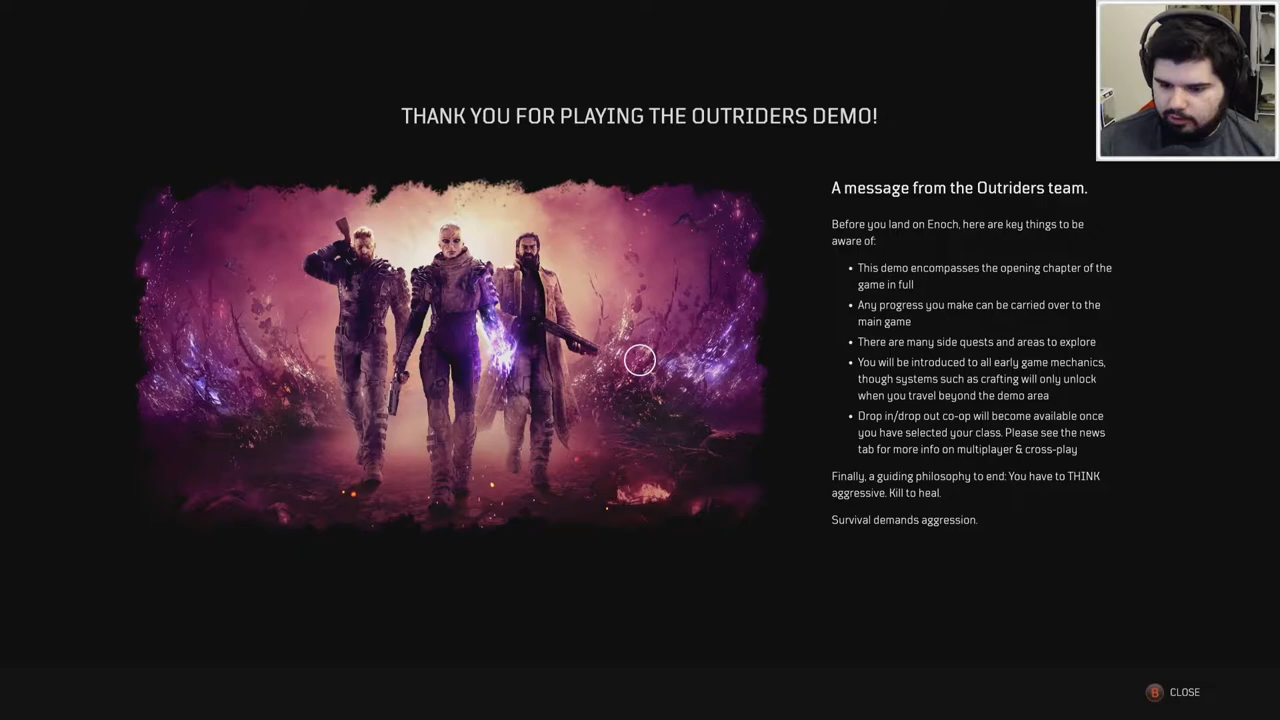 THANK YOU FOR PLAYING THE OUTRIDERS DEMO!
A message from the Outriders team.
Before you land on Enoch, here are key things to be
aware of:
• This demo encompasses the opening chapter of the
game in full
• Any progress you make can be carried over to the
main game
• There are many side quests and areas to explore
• You will be introduced to all early game mechanics,
though systems such as crafting will only unlock
when you travel beyond the demo area
• Drop in/drop out co-op will become available once
you have selected your class. Please see the news
tab for more info on multiplayer & cross-play
Finally, a guiding philosophy to end: You have to THINK
aggressive. Kill to heal.
Survival demands aggression.
B CLOSE